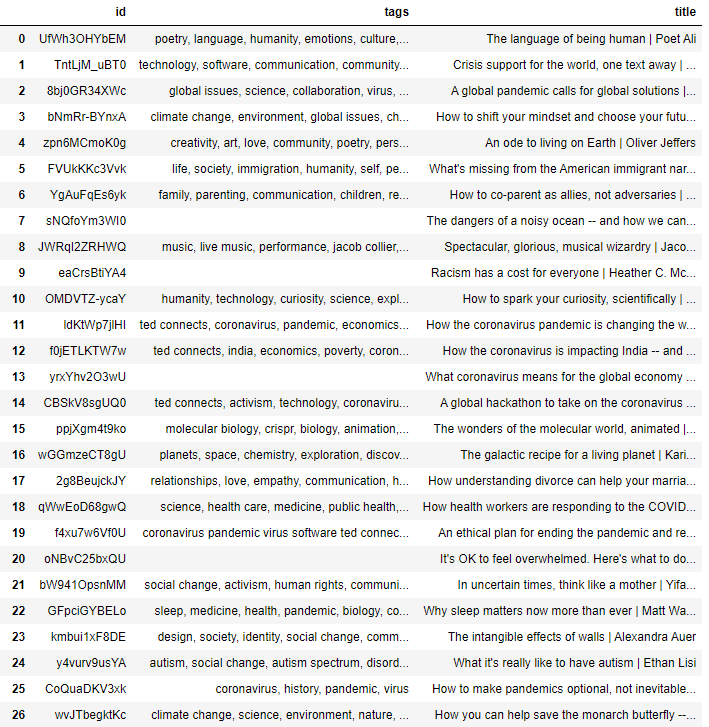 id tags title
0 UfWh3OHYbEM poetry, language, humanity, emotions, culture,... The language of being human | Poet Ali
1 TntLjM_uBT0 technology, software, communication, community... Crisis support for the world, one text away | ...
2 8bj0GR34XWc global issues, science, collaboration, virus, ... A global pandemic calls for global solutions |...
3 bNmRr-BYnxA climate change, environment, global issues, ch... How to shift your mindset and choose your futu...
4 zpn6MCmoK0g creativity, art, love, community, poetry, pers... An ode to living on Earth | Oliver Jeffers
5 FVUkKKc3Vvk life, society, immigration, humanity, self, pe... What's missing from the American immigrant nar...
6 YgAuFqEs6yk family, parenting, communication, children, re... How to co-parent as allies, not adversaries | ...
7 sNQfoYm3WI0 The dangers of a noisy ocean -- and how we can...
8 JWRql2ZRHWQ music, live music, performance, jacob collier,... Spectacular, glorious, musical wizardry | Jaco...
9 eaCrsBtiYA4 Racism has a cost for everyone | Heather C. Mc...
10 OMDVTZ-ycaY humanity, technology, curiosity, science, expl... How to spark your curiosity, scientifically | ...
11 IdKtWp7jlHI ted connects, coronavirus, pandemic, economics... How the coronavirus pandemic is changing the w...
12 f0jETLKTW7w ted connects, india, economics, poverty, coron... How the coronavirus is impacting India -- and ...
13 yrxYhv2O3wU What coronavirus means for the global economy ...
14 CBSkV8sgUQ0 ted connects, activism, technology, coronaviru... A global hackathon to take on the coronavirus ...
15 ppjXgm4t9ko molecular biology, crispr, biology, animation,... The wonders of the molecular world, animated |...
16 wGGmzeCT8gU planets, space, chemistry, exploration, discov... The galactic recipe for a living planet | Kari...
17 2g8BeujckJY relationships, love, empathy, communication, h... How understanding divorce can help your marria...
18 qWwEoD68gwQ science, health care, medicine, public health,... How health workers are responding to the COVID...
19 f4xu7w6Vf0U coronavirus pandemic virus software ted connec... An ethical plan for ending the pandemic and re...
20 oNBvC25bxQU It's OK to feel overwhelmed. Here's what to do...
21 bW941OpsnMM social change, activism, human rights, communi... In uncertain times, think like a mother | Yifa...
22 GFpciGYBELo sleep, medicine, health, pandemic, biology, co... Why sleep matters now more than ever | Matt Wa...
23 kmbui1xF8DE design, society, identity, social change, comm... The intangible effects of walls | Alexandra Auer
24 y4vurv9usYA autism, social change, autism spectrum, disord... What it's really like to have autism | Ethan Lisi
25 CoQuaDKV3xk coronavirus, history, pandemic, virus How to make pandemics optional, not inevitable...
26 wvJTbegktKc climate change, science, environment, nature, ... How you can help save the monarch butterfly --...